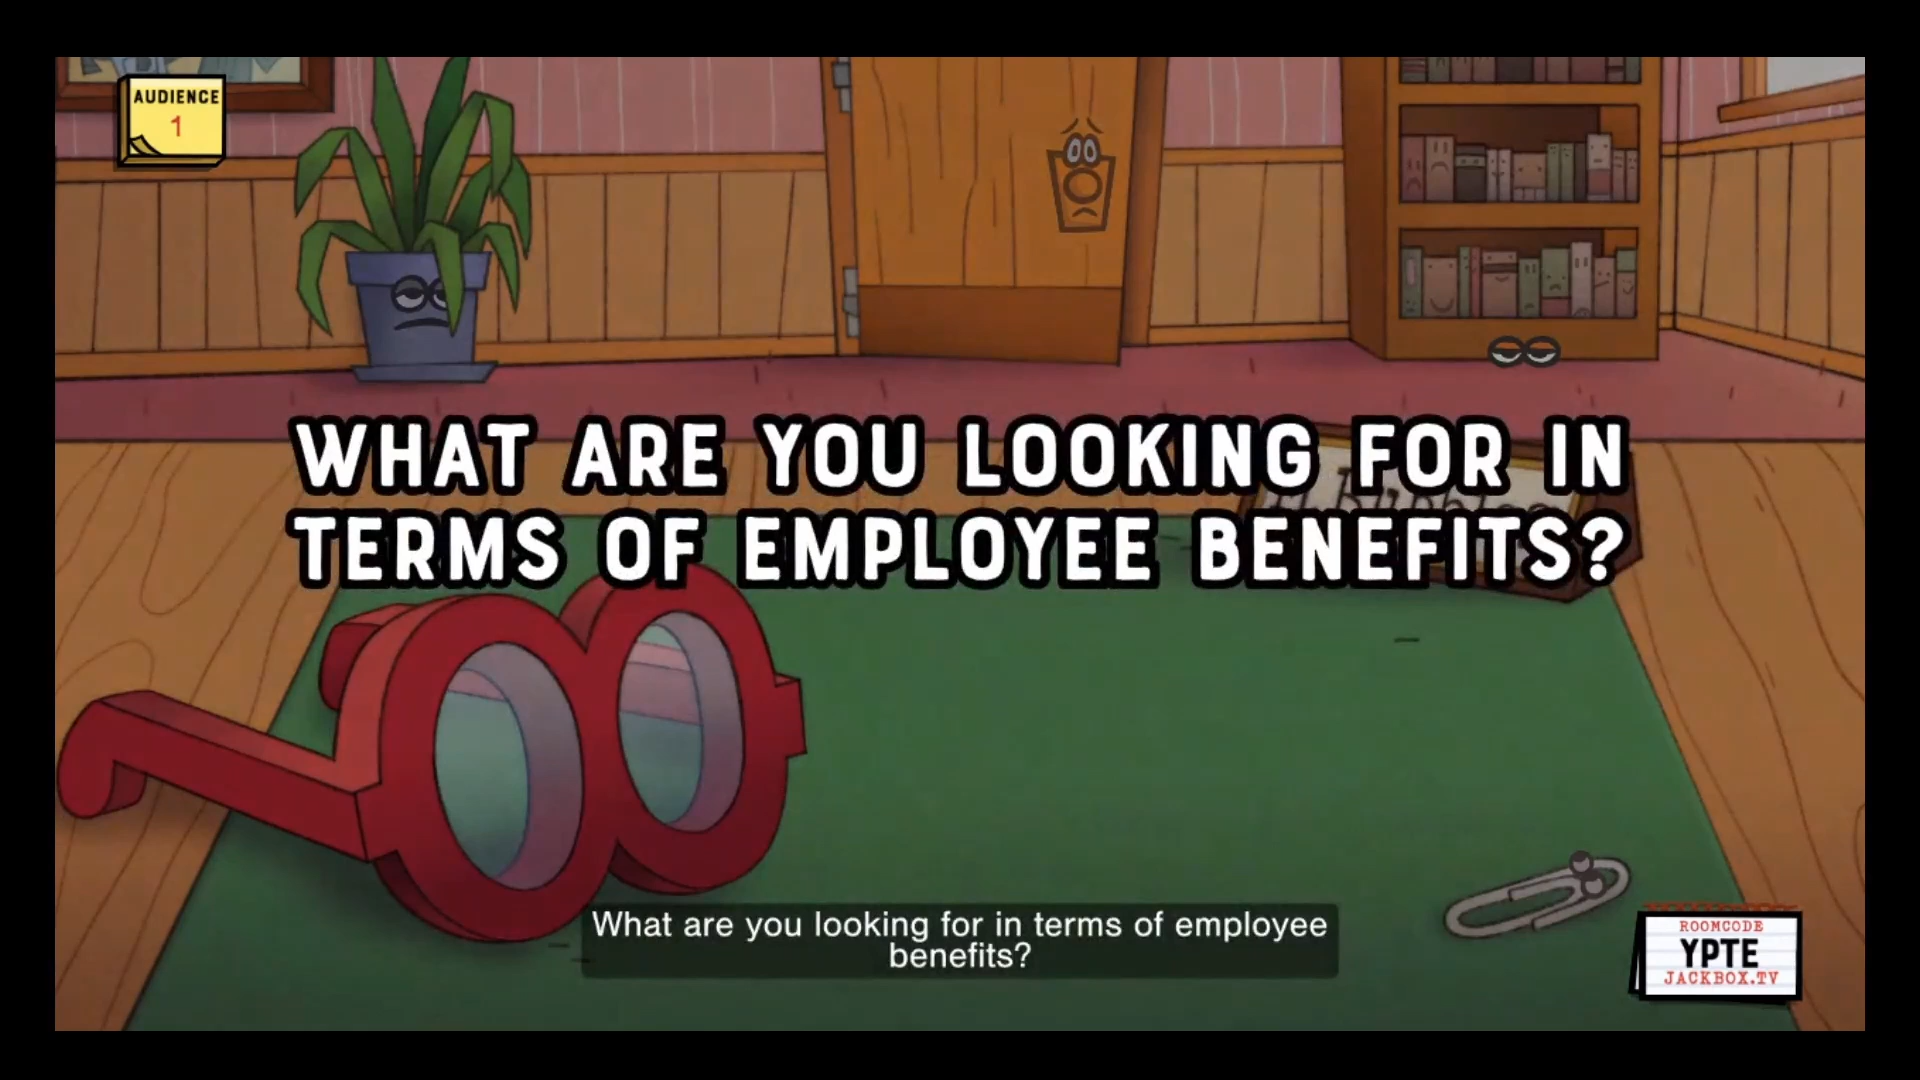 AUDIENCE
1
WHAT ARE YOU LOOKING FOR IN
TERMS OF EMPLOYEE BENEFITS?
What are you looking for in terms of employee
benefits?
ROOMCODE
YPTE
JACKBOX.TV